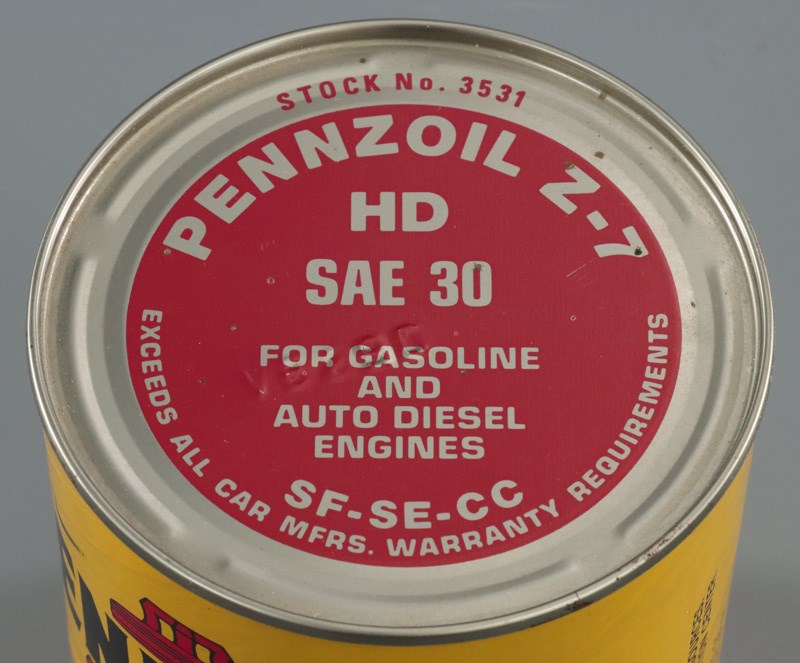 STOCK No. 3531
PENNZOIL Z-7
HD
SAE 30
FOR GASOLINE
AND
AUTO DIESEL
ENGINES
SF-SE-CC
EXCEEDS ALL CAR MFRS. WARRANTY REQUIREMENTS